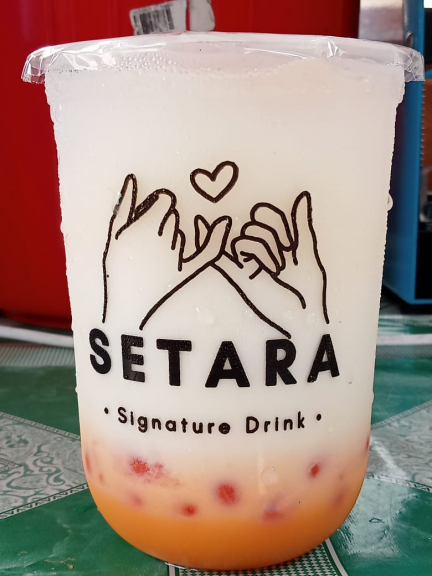 SETARA
• Signature Drink •